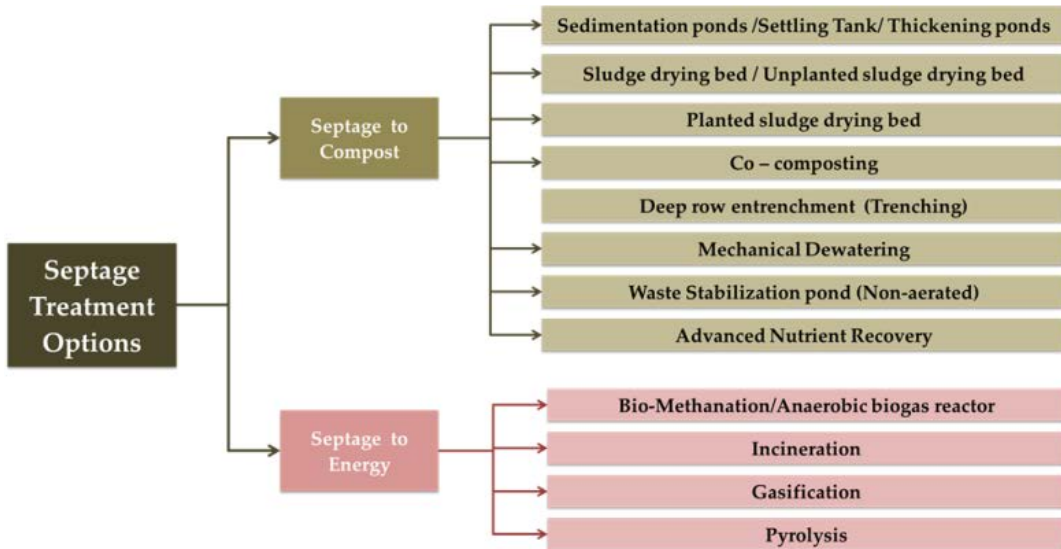 Septage
Treatment
Options
Septage to
Compost
Sedimentation ponds /Settling Tank/ Thickening ponds
Sludge drying bed / Unplanted sludge drying bed
Planted sludge drying bed
Co – composting
Deep row entrenchment (Trenching)
Mechanical Dewatering
Waste Stabilization pond (Non-aerated)
Advanced Nutrient Recovery
Septage to
Energy
Bio-Methanation/Anaerobic biogas reactor
Incineration
Gasification
Pyrolysis